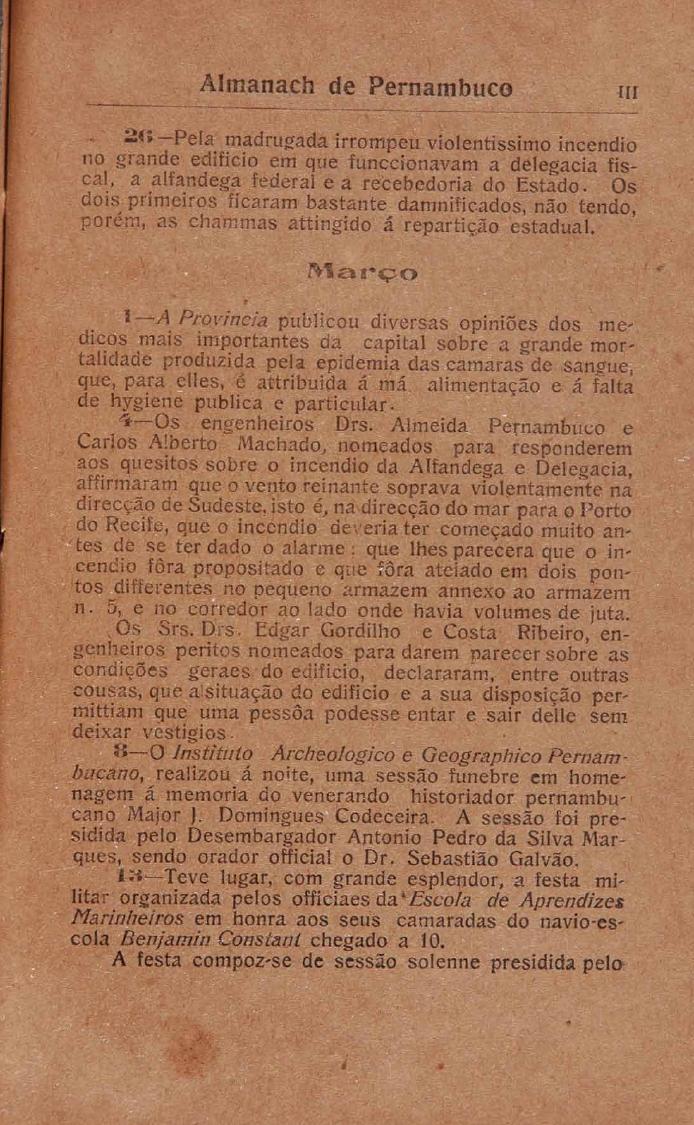 Almanach de Pernambuco III
26—Pela madrugada irrompeu violentissimo incendio
no grande edificio em que funccionavam a delegacia fis-
cal, a alfandega federal e a recebedoria do Estado. Os
dois primeiros ficaram bastante damnificados, não tendo,
porém, as chammas attingido á repartição estadual.
Março
1—A Provincia publicou diversas opiniões dos me-
dicos mais importantes da capital sobre a grande mor-
talidade produzida pela epidemia das camaras de sangue,
que, para elles, é attribuida á má alimentação e á falta
de hygiene publica e particular.
4—Os engenheiros Drs. Almeida Pernambuco e
Carlos Alberto Machado, nomeados para responderem
aos quesitos sobre o incendio da Alfandega e Delegacia,
affirmaram que o vento reinante soprava violentamente na
direcção de Sudeste, isto é, na direcção do mar para o Porto
do Recife, que o incendio deveria ter começado muito an-
tes de se ter dado o alarme : que lhes parecera que o in-
cendio fôra propositado e que fôra ateiado em dois pon-
tos differentes no pequeno armazem annexo ao armazem
n. 5, e no corredor ao lado onde havia volumes de juta.
Os Srs. Drs. Edgar Gordilho e Costa Ribeiro, en-
genheiros peritos nomeados para darem parecer sobre as
condições geraes do edificio, declararam, entre outras
cousas, que a situação do edificio e a sua disposição per-
mittiam que uma pessôa podesse entar e sair delle sem
deixar vestigios.
8—O Instituto Archeologico e Geographico Pernam-
bucano, realizou á noite, uma sessão funebre em home-
nagem á memoria do venerando historiador pernambu-
cano Major J. Domingues Codeceira. A sessão foi pre-
sidida pelo Desembargador Antonio Pedro da Silva Mar-
ques, sendo orador official o Dr. Sebastião Galvão.
13—Teve lugar, com grande esplendor, a festa mi-
litar organizada pelos officiaes da Escola de Aprendizes
Marinheiros em honra aos seus camaradas do navio-es-
cola Benjamin Constant chegado a 10.
A festa compoz-se de sessão solenne presidida pelo